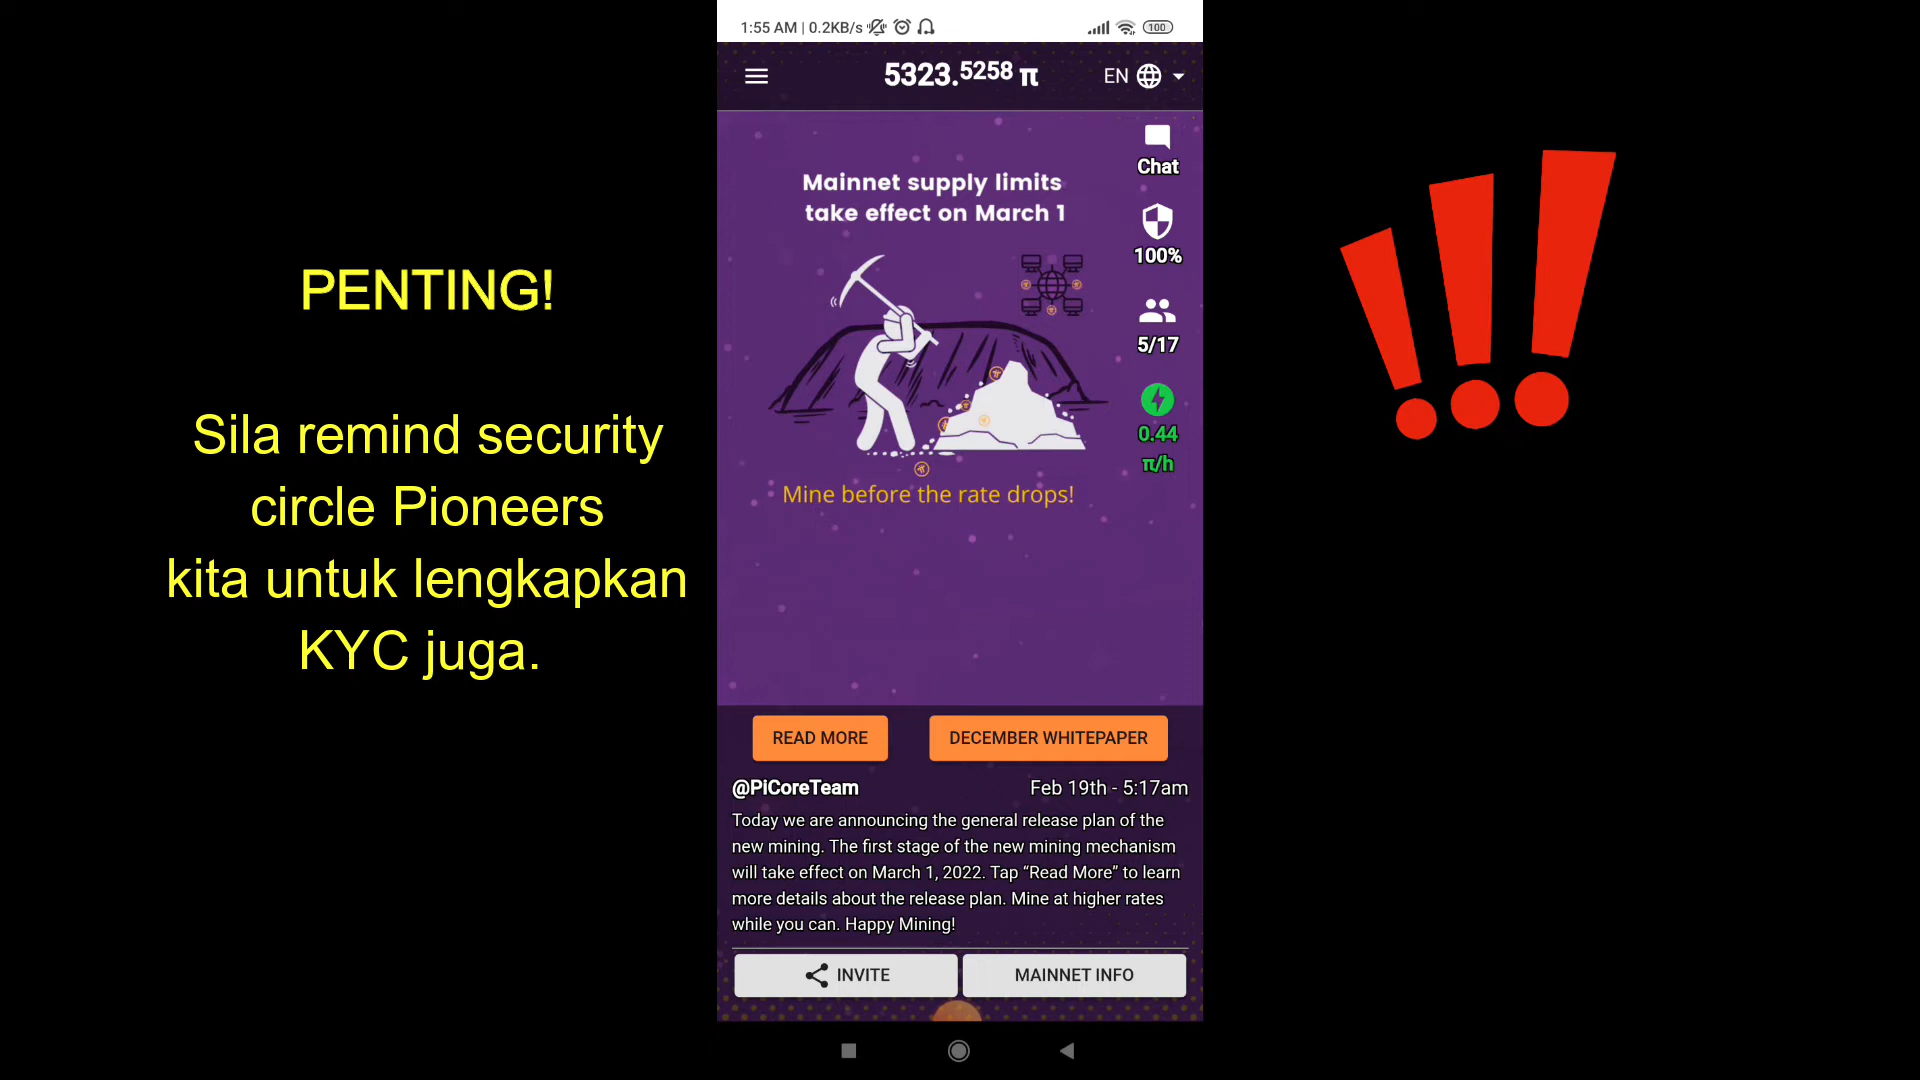 PENTING!
Sila remind security
circle Pioneers
kita untuk lengkapkan
KYC juga.
1:55 AM | 0.2KB/s
100
5323.5258 π
EN
Chat
Mainnet supply limits
take effect on March 1
100%
5/17
0.44
π/h
Mine before the rate drops!
READ MORE
DECEMBER WHITEPAPER
@PiCoreTeam
Feb 19th - 5:17am
Today we are announcing the general release plan of the
new mining. The first stage of the new mining mechanism
will take effect on March 1, 2022. Tap “Read More” to learn
more details about the release plan. Mine at higher rates
while you can. Happy Mining!
INVITE
MAINNET INFO
!!!